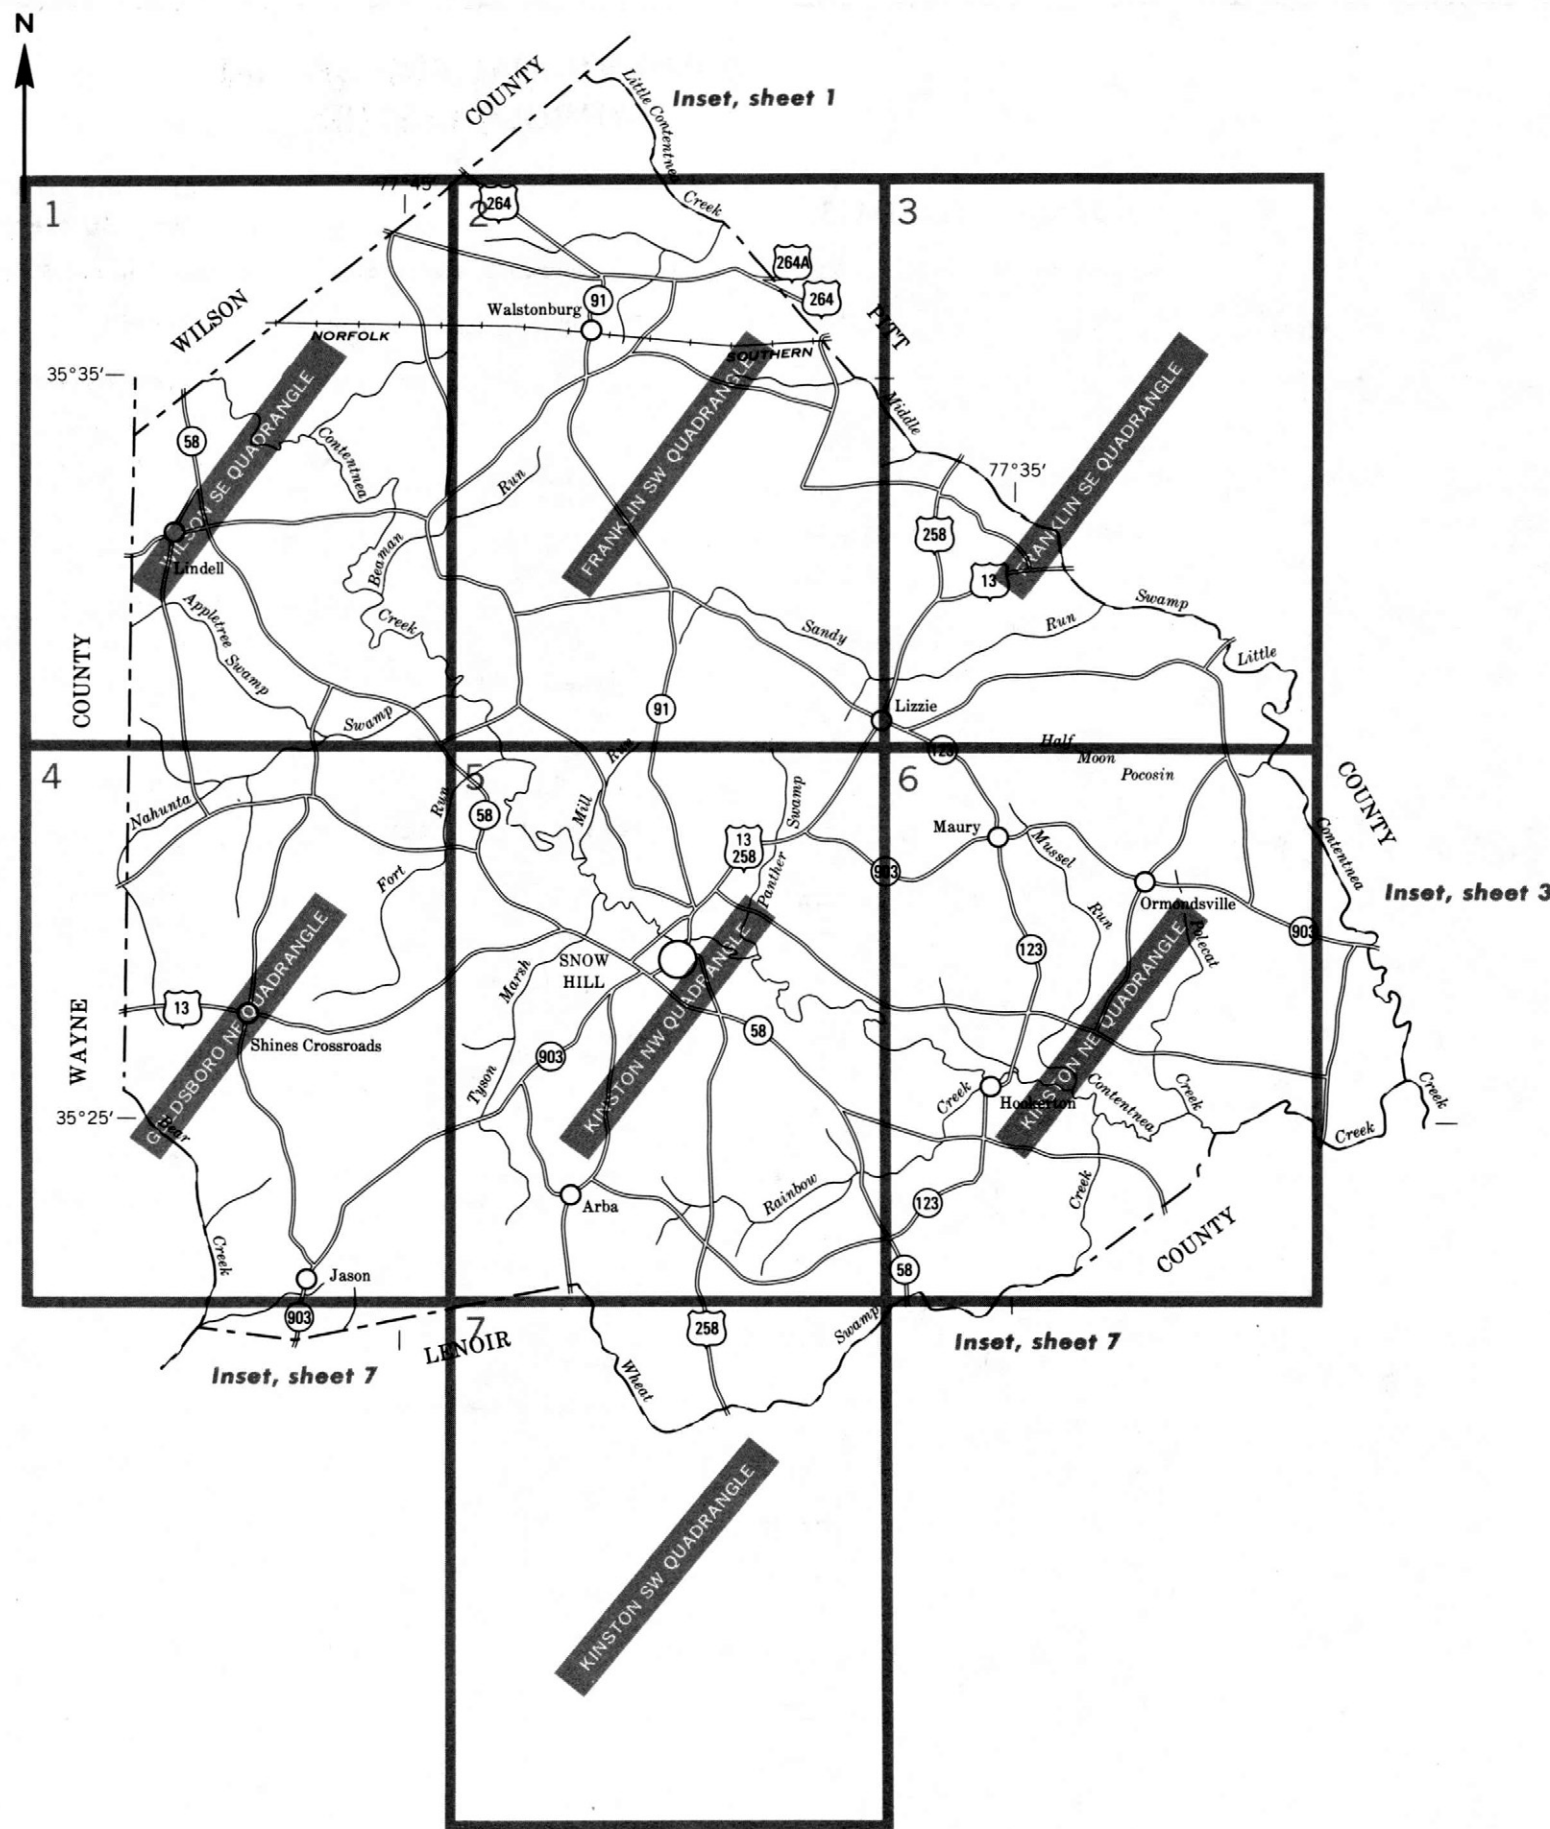 N
COUNTY
Little Contentnea
Creek
Inset, sheet 1
77°45'
1
2
3
264
264A
264
91
Walstonburg
WILSON
PITT
NORFOLK
SOUTHERN
35°35'
Middle
58
Contentnea
WILSON SE QUADRANGLE
FRANKLIN SW QUADRANGLE
FRANKLIN SE QUADRANGLE
Run
77°35'
258
13
Beaman
Creek
Lindell
Appletree Swamp
Swamp
Sandy
Run
Swamp
Little
COUNTY
91
Lizzie
123
Half
Moon
Pocosin
4
5
6
Nahunta
Run
58
Mill
Run
Swamp
13
258
Maury
Mussel
Run
COUNTY
Contentnea
Fort
Panther
903
Ormondsville
Inset, sheet 3
903
Polecat
123
SNOW
HILL
Marsh
GOLDSBORO NE QUADRANGLE
KINSTON NW QUADRANGLE
KINSTON NE QUADRANGLE
13
Shines Crossroads
WAYNE
58
903
Tyson
35°25'
Bear
Creek
Hookerton
Contentnea
Creek
Creek
Creek
Creek
Rainbow
Arba
123
COUNTY
Creek
Jason
903
58
LENOIR
7
258
Swamp
Wheat
Inset, sheet 7
Inset, sheet 7
KINSTON SW QUADRANGLE